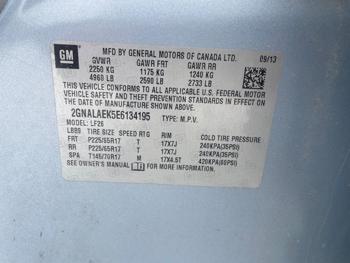 GM
MFD BY GENERAL MOTORS OF CANADA LTD. 09/13
GVWR GAWR FRT GAWR RR
2250 KG 1175 KG 1240 KG
4960 LB 2590 LB 2733 LB
THIS VEHICLE CONFORMS TO ALL APPLICABLE U.S. FEDERAL MOTOR
VEHICLE SAFETY AND THEFT PREVENTION STANDARDS IN EFFECT ON
THE DATE OF MANUFACTURE SHOWN ABOVE.
2GNALAEK5E6134195 TYPE: M.P.V.
MODEL: LF26
TIRE SIZE SPEED RTG RIM COLD TIRE PRESSURE
FRT P225/65R17 T 17X7J 240KPA(35PSI)
RR P225/65R17 T 17X7J 240KPA(35PSI)
SPA T145/70R17 M 17X4.5T 420KPA(60PSI)
SEE OWNER'S MANUAL FOR ADDITIONAL INFORMATION.